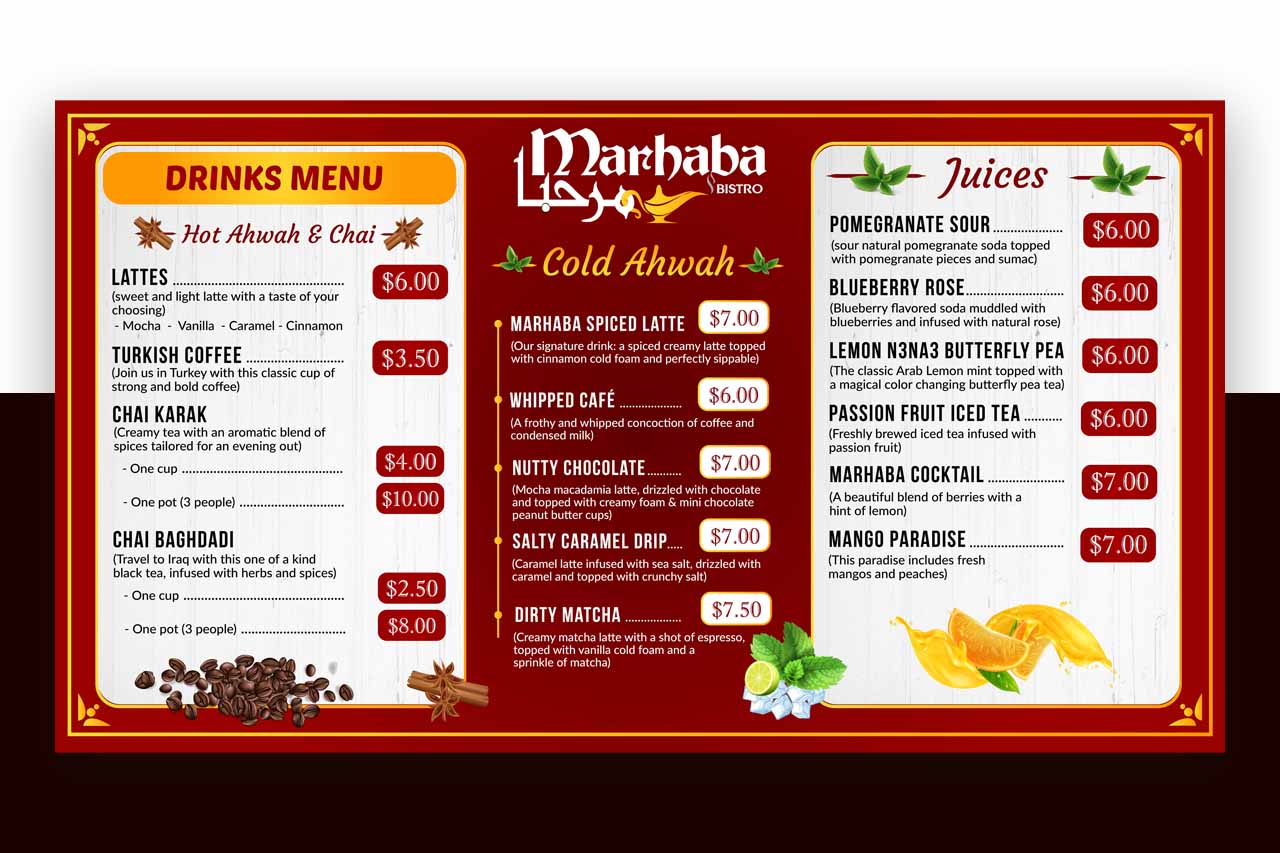 DRINKS MENU
Hot Ahwah & Chai
LATTES ........................................... $6.00
(sweet and light latte with a taste of your
choosing)
- Mocha - Vanilla - Caramel - Cinnamon
TURKISH COFFEE ......................... $3.50
(Join us in Turkey with this classic cup of
strong and bold coffee)
CHAI KARAK
(Creamy tea with an aromatic blend of
spices tailored for an evening out)
- One cup .......................................... $4.00
- One pot (3 people) ........................... $10.00
CHAI BAGHDADI
(Travel to Iraq with this one of a kind
black tea, infused with herbs and spices)
- One cup .......................................... $2.50
- One pot (3 people) ........................... $8.00
Marhaba
مرحبا
BISTRO
Cold Ahwah
MARHABA SPICED LATTE $7.00
(Our signature drink: a spiced creamy latte topped
with cinnamon cold foam and perfectly sippable)
WHIPPED CAFÉ .................. $6.00
(A frothy and whipped concoction of coffee and
condensed milk)
NUTTY CHOCOLATE ......... $7.00
(Mocha macadamia latte, drizzled with chocolate
and topped with creamy foam & mini chocolate
peanut butter cups)
SALTY CARAMEL DRIP..... $7.00
(Caramel latte infused with sea salt, drizzled with
caramel and topped with crunchy salt)
DIRTY MATCHA ................ $7.50
(Creamy matcha latte with a shot of espresso,
topped with vanilla cold foam and a
sprinkle of matcha)
Juices
POMEGRANATE SOUR .................. $6.00
(sour natural pomegranate soda topped
with pomegranate pieces and sumac)
BLUEBERRY ROSE......................... $6.00
(Blueberry flavored soda muddled with
blueberries and infused with natural rose)
LEMON N3NA3 BUTTERFLY PEA $6.00
(The classic Arab Lemon mint topped with
a magical color changing butterfly pea tea)
PASSION FRUIT ICED TEA .......... $6.00
(Freshly brewed iced tea infused with
passion fruit)
MARHABA COCKTAIL .................... $7.00
(A beautiful blend of berries with a
hint of lemon)
MANGO PARADISE ........................ $7.00
(This paradise includes fresh
mangos and peaches)